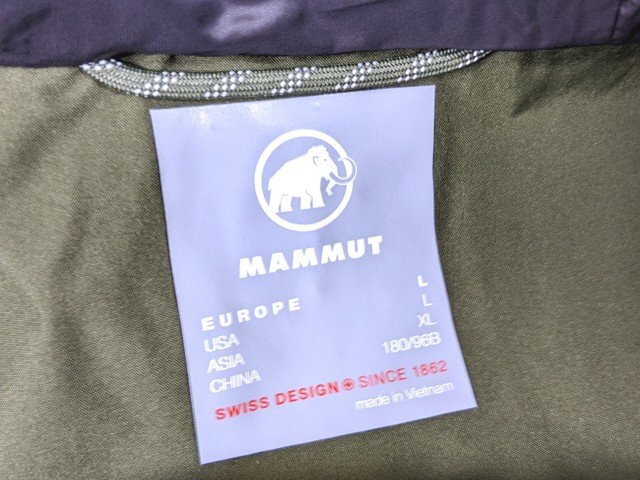 MAMMUT
EUROPE L
USA L
ASIA XL
CHINA 180/96B
SWISS DESIGN SINCE 1862
made in Vietnam